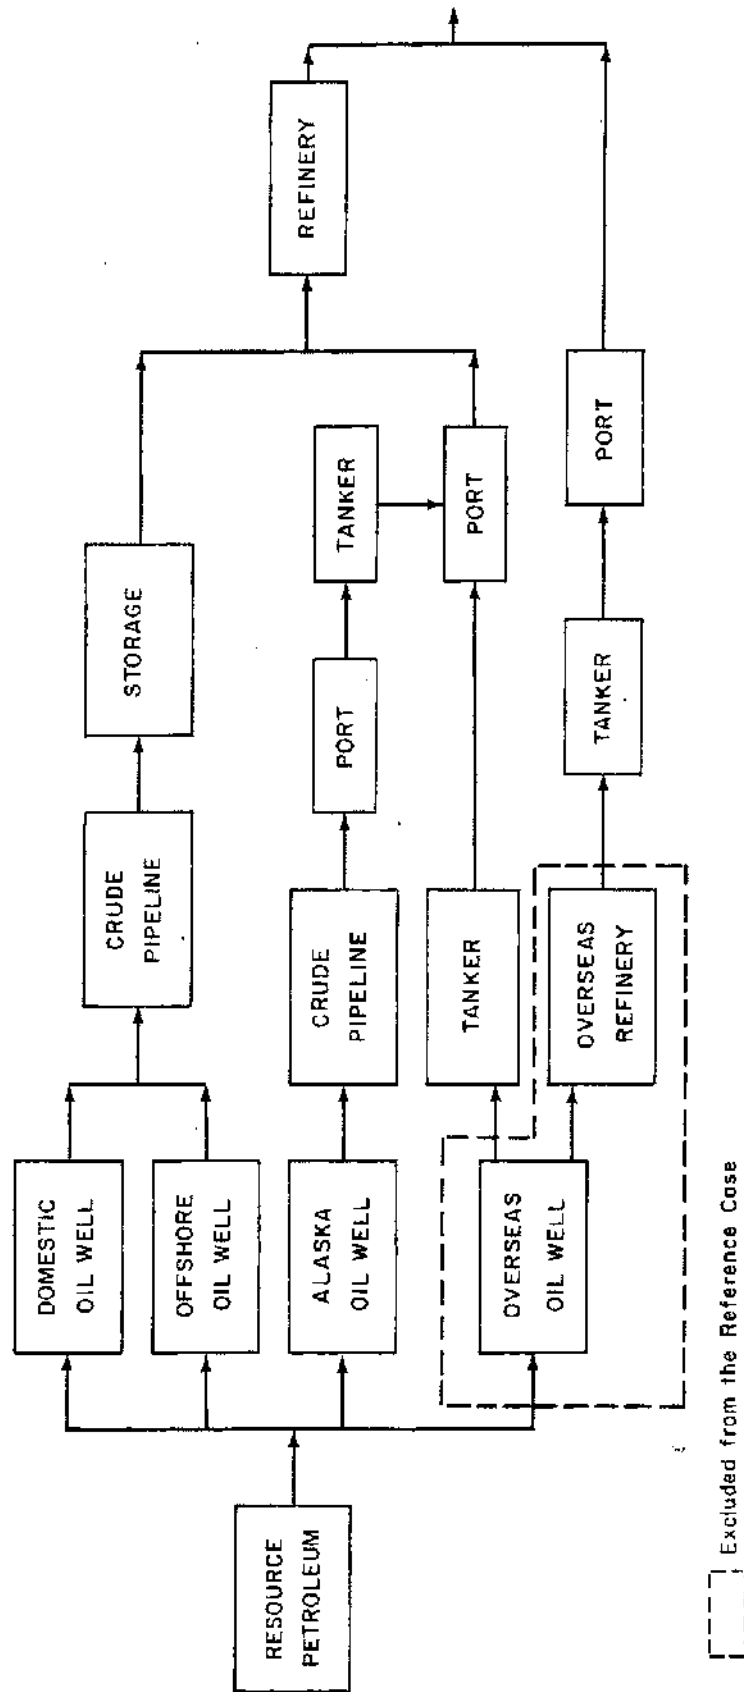 RESOURCE
PETROLEUM
DOMESTIC
OIL WELL
OFFSHORE
OIL WELL
ALASKA
OIL WELL
OVERSEAS
OIL WELL
CRUDE
PIPELINE
CRUDE
PIPELINE
TANKER
OVERSEAS
REFINERY
STORAGE
PORT
TANKER
TANKER
PORT
PORT
REFINERY
Excluded from the Reference Case